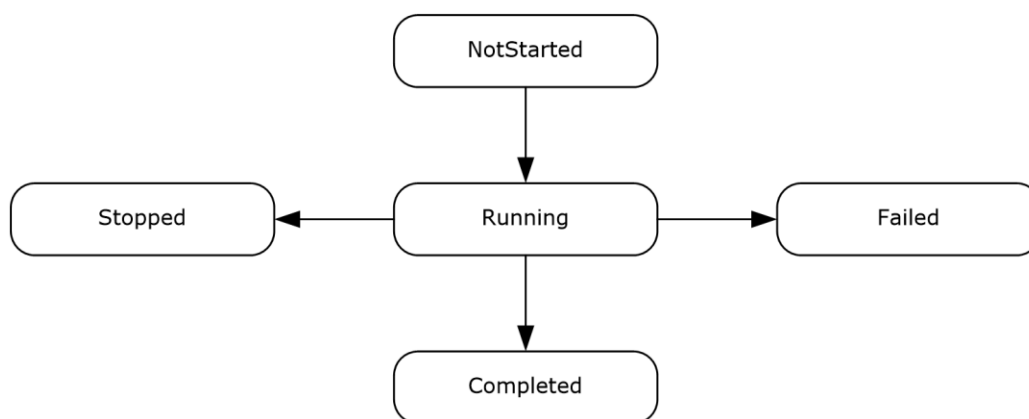 NotStarted
Stopped
Running
Failed
Completed